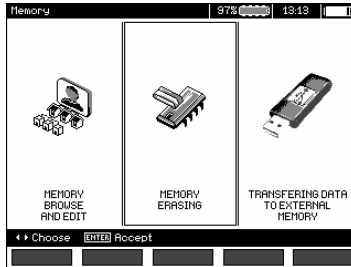 Memory 97% 13:13
MEMORY
BROWSE
AND EDIT
MEMORY
ERASING
TRANSFERING DATA
TO EXTERNAL
MEMORY
Choose ENTER Accept